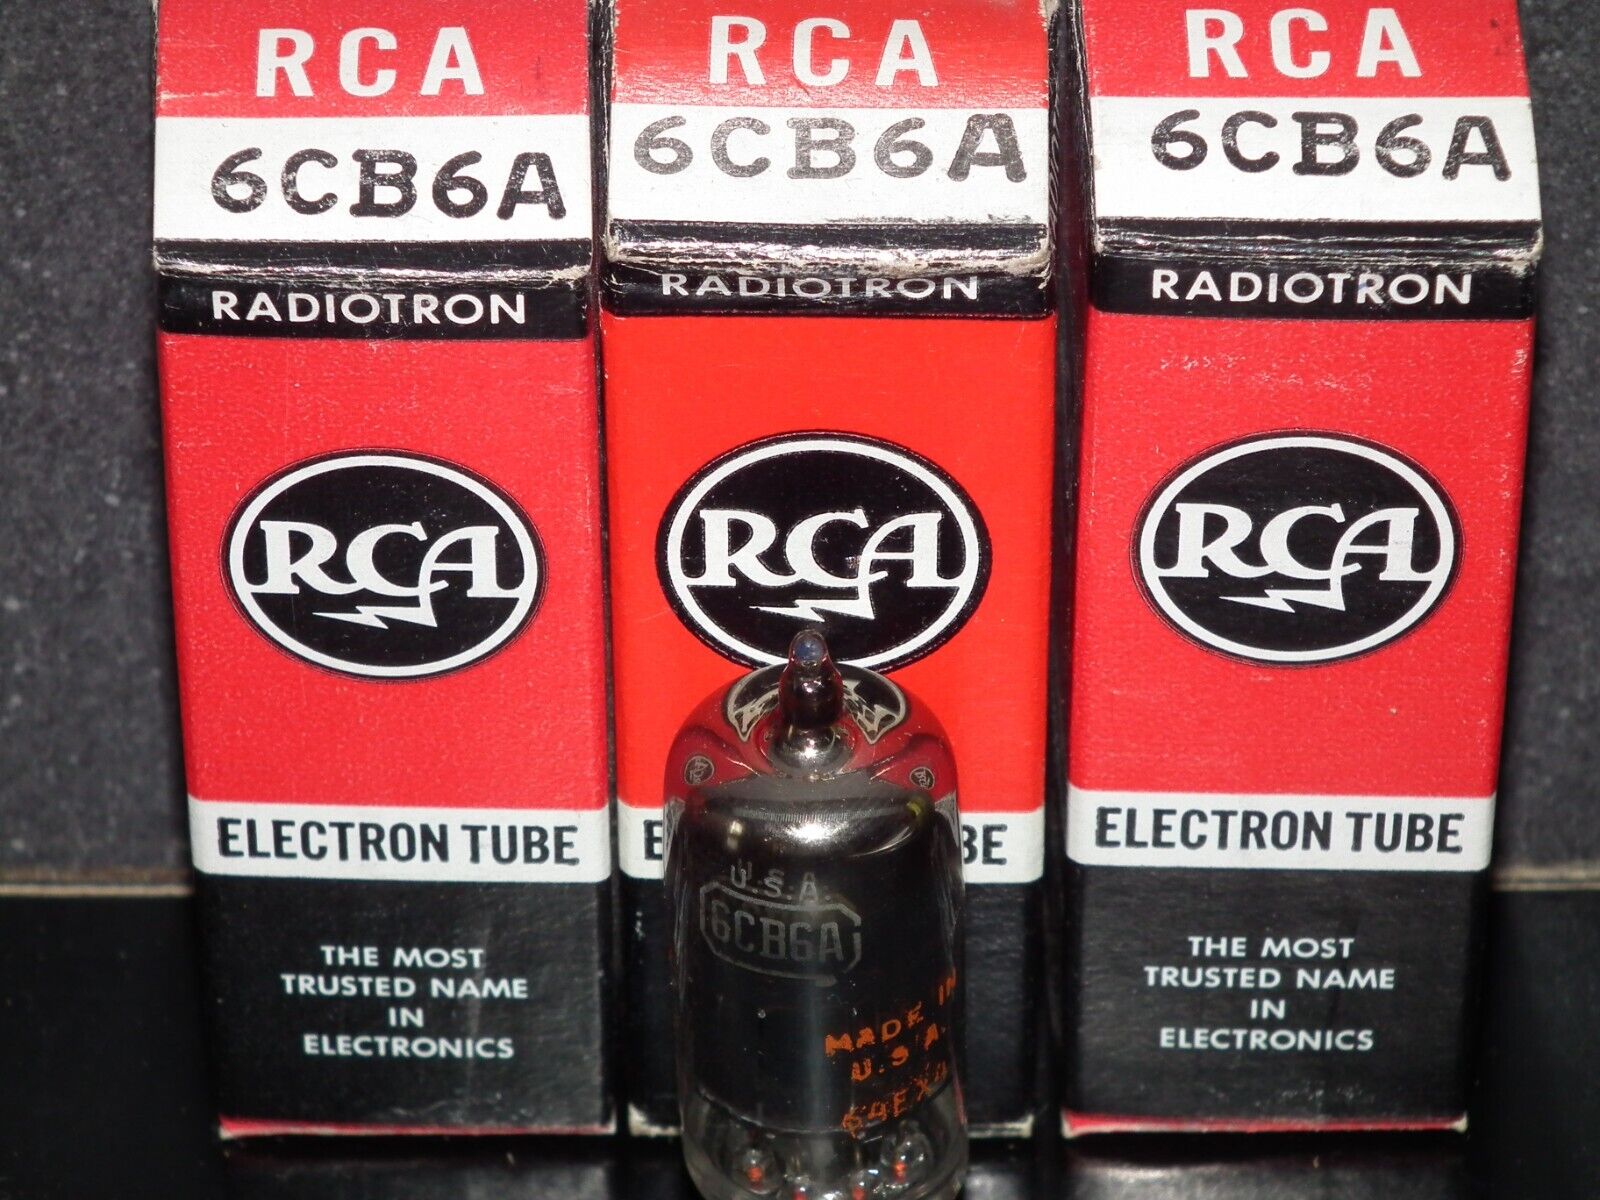 RCA
6CB6A
RADIOTRON
RCA
ELECTRON TUBE
THE MOST
TRUSTED NAME
IN
ELECTRONICS
RCA
6CB6A
RADIOTRON
RCA
E
BE
U.S.A.
6CB6A
MADE IN
U.S.A.
RCA
6CB6A
RADIOTRON
RCA
ELECTRON TUBE
THE MOST
TRUSTED NAME
IN
ELECTRONICS